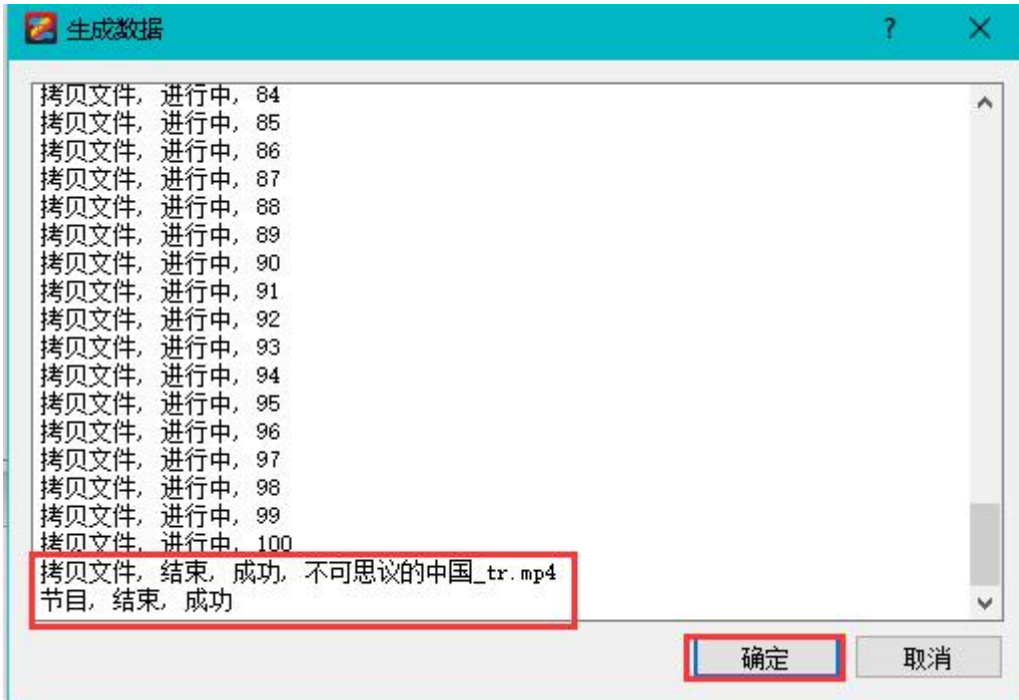 生成数据
拷贝文件, 进行中, 84
拷贝文件, 进行中, 85
拷贝文件, 进行中, 86
拷贝文件, 进行中, 87
拷贝文件, 进行中, 88
拷贝文件, 进行中, 89
拷贝文件, 进行中, 90
拷贝文件, 进行中, 91
拷贝文件, 进行中, 92
拷贝文件, 进行中, 93
拷贝文件, 进行中, 94
拷贝文件, 进行中, 95
拷贝文件, 进行中, 96
拷贝文件, 进行中, 97
拷贝文件, 进行中, 98
拷贝文件, 进行中, 99
拷贝文件, 进行中, 100
拷贝文件, 结束, 成功, 不可思议的中国_tr.mp4
节目, 结束, 成功
确定 取消